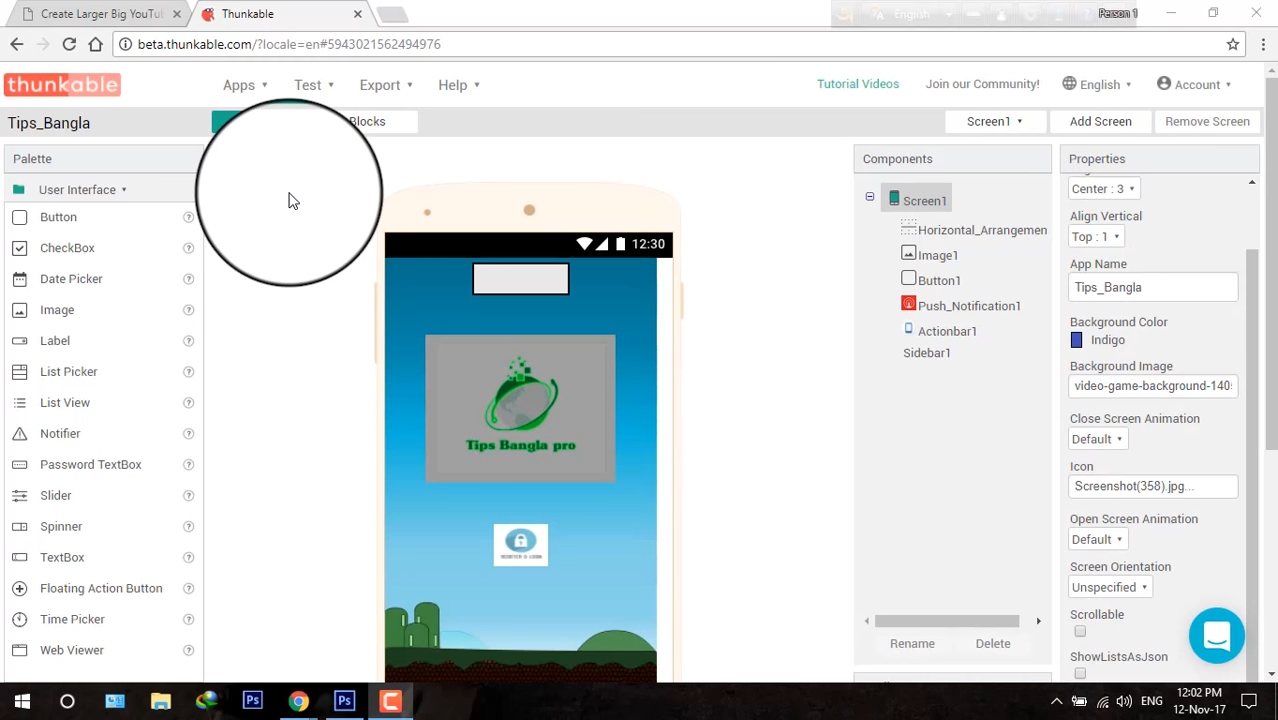 Create Larger Big YouTub
Thunkable
English
Person 1
beta.thunkable.com/?locale=en#5943021562494976
thunkable
Apps
Test
Export
Help
Tutorial Videos
Join our Community!
English
Account
Tips_Bangla
Blocks
Screen1
Add Screen
Remove Screen
Palette
Components
Properties
User Interface
Button
CheckBox
Date Picker
Image
Label
List Picker
List View
Notifier
Password TextBox
Slider
Spinner
TextBox
Floating Action Button
Time Picker
Web Viewer
12:30
Tips Bangla pro
Screen1
Horizontal_Arrangemen
Image1
Button1
Push_Notification1
Actionbar1
Sidebar1
Rename
Delete
Center : 3
Align Vertical
Top : 1
App Name
Tips_Bangla
Background Color
Indigo
Background Image
video-game-background-140
Close Screen Animation
Default
Icon
Screenshot(358).jpg...
Open Screen Animation
Default
Screen Orientation
Unspecified
Scrollable
ShowListsAsJson
ENG
12:02 PM
12-Nov-17